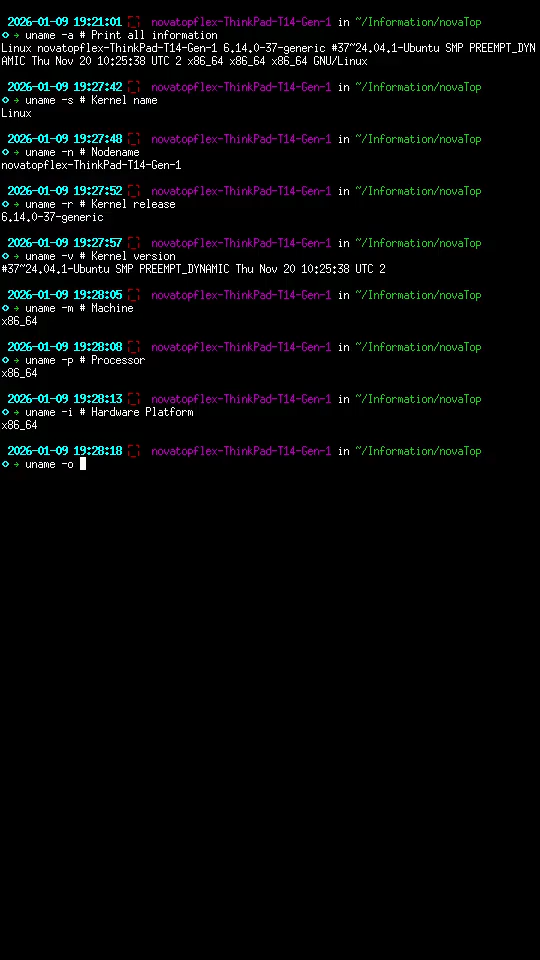 2026-01-09 19:21:01 novatopflex-ThinkPad-T14-Gen-1 in ~/Information/novaTop
uname -a # Print all information
Linux novatopflex-ThinkPad-T14-Gen-1 6.14.0-37-generic #37~24.04.1-Ubuntu SMP PREEMPT_DYN
AMIC Thu Nov 20 10:25:38 UTC 2 x86_64 x86_64 x86_64 GNU/Linux
2026-01-09 19:27:42 novatopflex-ThinkPad-T14-Gen-1 in ~/Information/novaTop
uname -s # Kernel name
Linux
2026-01-09 19:27:48 novatopflex-ThinkPad-T14-Gen-1 in ~/Information/novaTop
uname -n # Nodename
novatopflex-ThinkPad-T14-Gen-1
2026-01-09 19:27:52 novatopflex-ThinkPad-T14-Gen-1 in ~/Information/novaTop
uname -r # Kernel release
6.14.0-37-generic
2026-01-09 19:27:57 novatopflex-ThinkPad-T14-Gen-1 in ~/Information/novaTop
uname -v # Kernel version
#37~24.04.1-Ubuntu SMP PREEMPT_DYNAMIC Thu Nov 20 10:25:38 UTC 2
2026-01-09 19:28:05 novatopflex-ThinkPad-T14-Gen-1 in ~/Information/novaTop
uname -m # Machine
x86_64
2026-01-09 19:28:08 novatopflex-ThinkPad-T14-Gen-1 in ~/Information/novaTop
uname -p # Processor
x86_64
2026-01-09 19:28:13 novatopflex-ThinkPad-T14-Gen-1 in ~/Information/novaTop
uname -i # Hardware Platform
x86_64
2026-01-09 19:28:18 novatopflex-ThinkPad-T14-Gen-1 in ~/Information/novaTop
uname -o